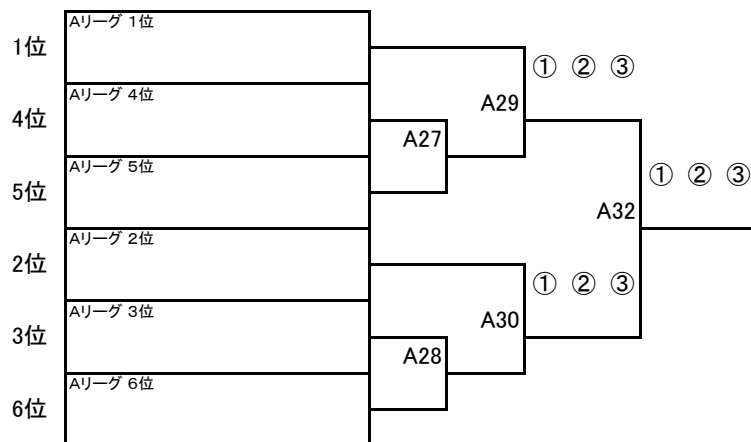 Aリーグ 1位
1位
① ② ③
Aリーグ 4位
A29
4位
A27
Aリーグ 5位
① ② ③
5位
A32
Aリーグ 2位
2位
① ② ③
Aリーグ 3位
A30
3位
A28
Aリーグ 6位
6位